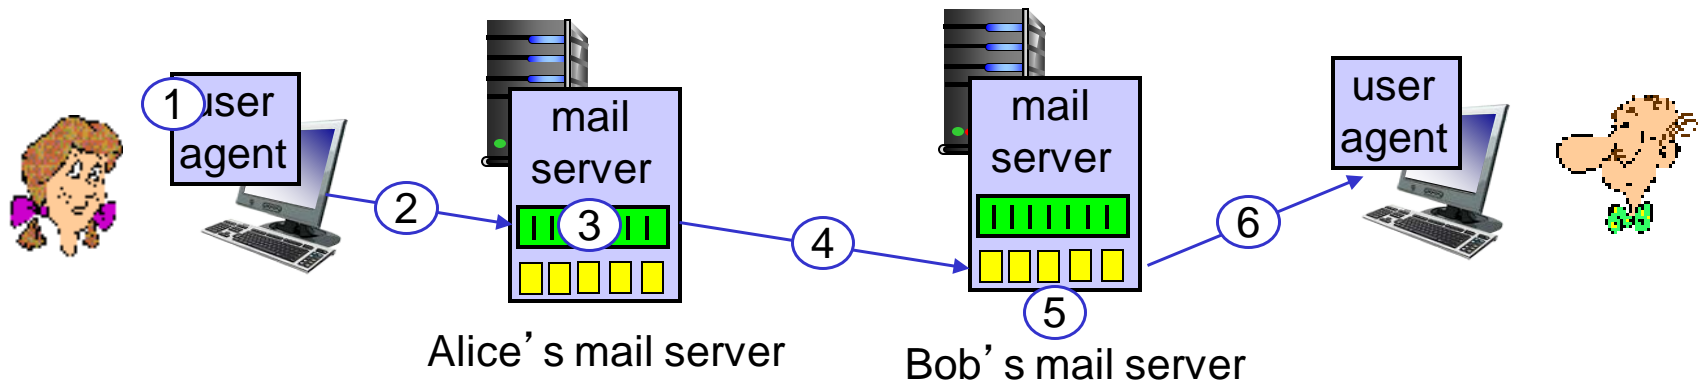 1
user
agent
2
mail
server
3
Alice’s mail server
4
mail
server
5
Bob’s mail server
6
user
agent